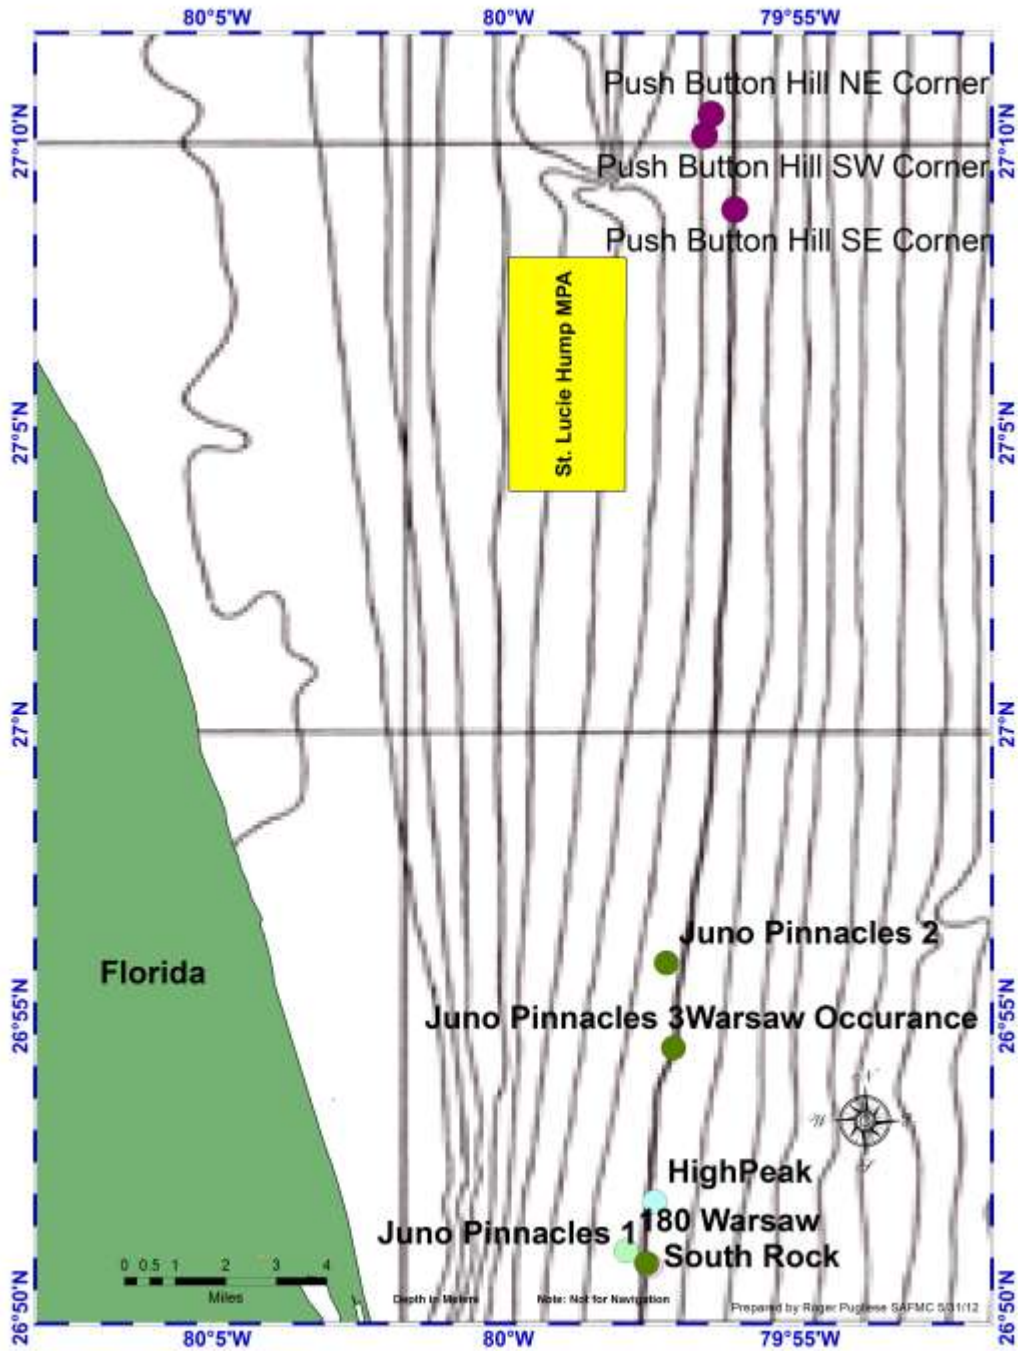 80°5'W 80°W 79°55'W
Push Button Hill NE Corner
27°10'N 27°10'N
Push Button Hill SW Corner
Push Button Hill SE Corner
St. Lucie Hump MPA
27°5'N 27°5'N
27°N 27°N
Juno Pinnacles 2
Florida
26°55'N 26°55'N
Juno Pinnacles 3Warsaw Occurance
N
W
S
HighPeak
180 Warsaw
Juno Pinnacles 1
South Rock
0 0.5 1 2 3 4
Miles
Depth in Meters Note: Not for Navigation Prepared by Roger Pugliese SAFMC 5/31/12
26°50'N 26°50'N
80°5'W 80°W 79°55'W